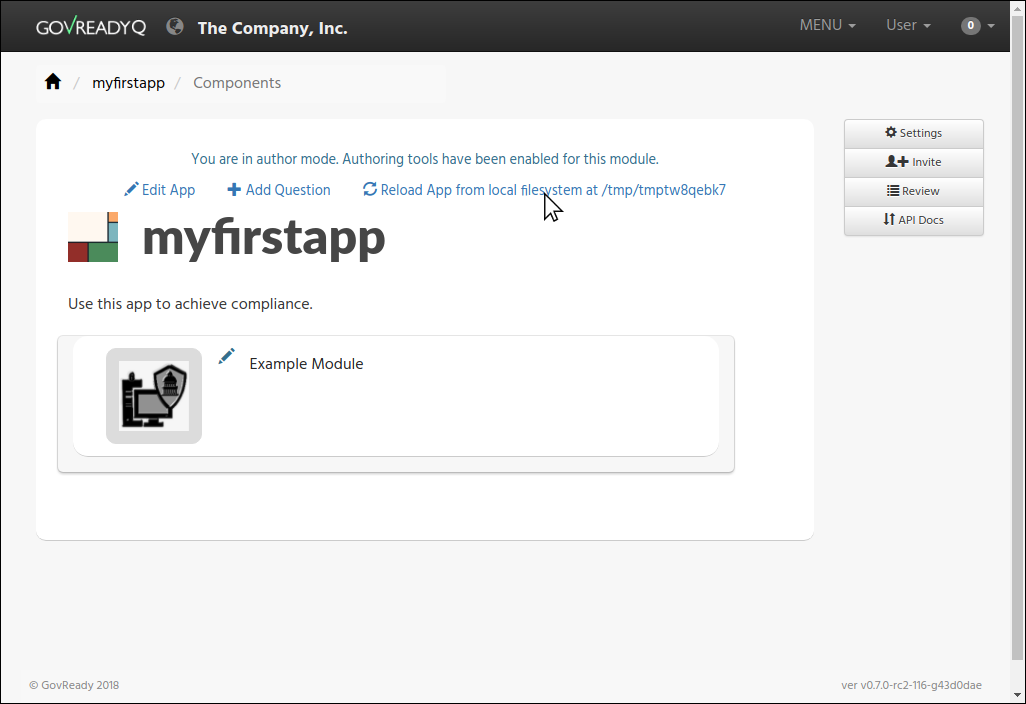 GOVREADYQ The Company, Inc. MENU User 0
/ myfirstapp / Components
You are in author mode. Authoring tools have been enabled for this module.
Edit App Add Question Reload App from local filesystem at /tmp/tmptw8qebk7
myfirstapp
Use this app to achieve compliance.
Example Module
Settings
Invite
Review
API Docs
© GovReady 2018 ver v0.7.0-rc2-116-g43d0dae